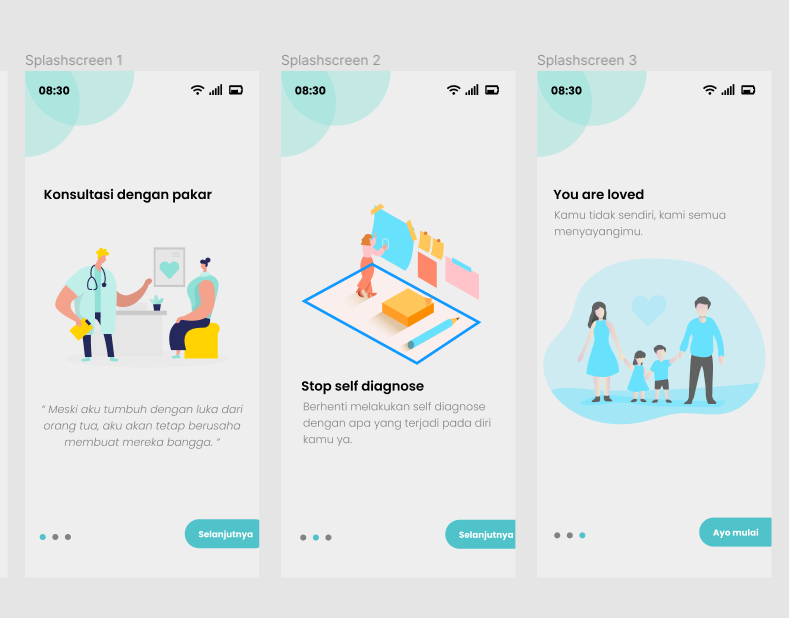 Splashscreen 1
08:30
Konsultasi dengan pakar
“ Meski aku tumbuh dengan luka dari
orang tua, aku akan tetap berusaha
membuat mereka bangga. ”
Selanjutnya
Splashscreen 2
08:30
Stop self diagnose
Berhenti melakukan self diagnose
dengan apa yang terjadi pada diri
kamu ya.
Selanjutnya
Splashscreen 3
08:30
You are loved
Kamu tidak sendiri, kami semua
menyayangimu.
Ayo mulai